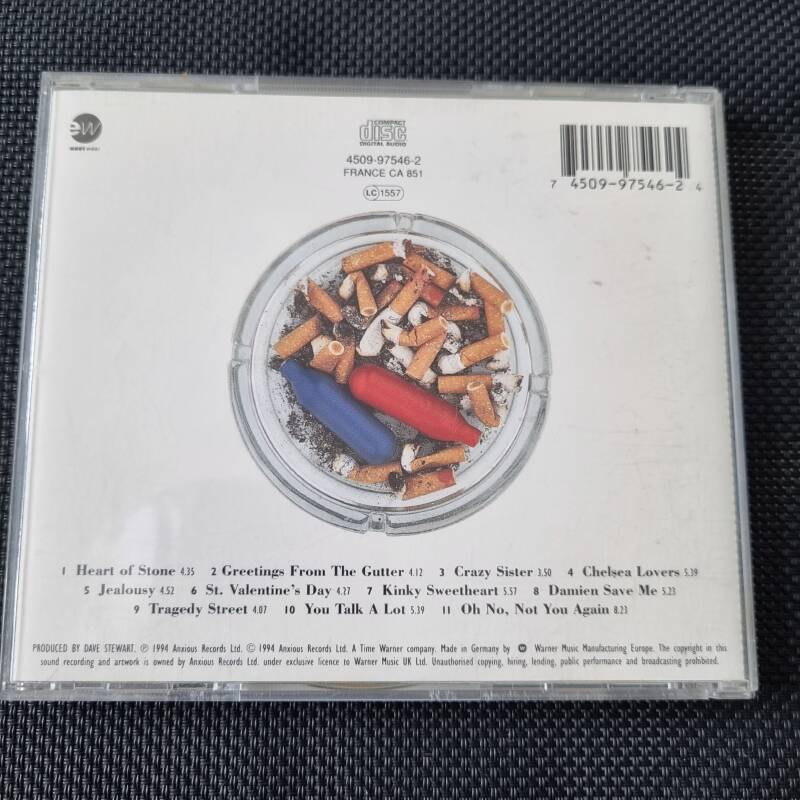 ew
east west
COMPACT
disc
DIGITAL AUDIO
4509-97546-2
FRANCE CA 851
LC 1557
7 4509-97546-2 4
1 Heart of Stone 4.35 2 Greetings From The Gutter 4.12 3 Crazy Sister 3.50 4 Chelsea Lovers 5.39
5 Jealousy 4.52 6 St. Valentine's Day 4.27 7 Kinky Sweetheart 5.57 8 Damien Save Me 5.23
9 Tragedy Street 4.07 10 You Talk A Lot 5.39 11 Oh No, Not You Again 8.23
PRODUCED BY DAVE STEWART. ℗ 1994 Anxious Records Ltd. © 1994 Anxious Records Ltd. A Time Warner company. Made in Germany by Warner Music Manufacturing Europe. The copyright in this
sound recording and artwork is owned by Anxious Records Ltd. under exclusive licence to Warner Music UK Ltd. Unauthorised copying, hiring, lending, public performance and broadcasting prohibited.